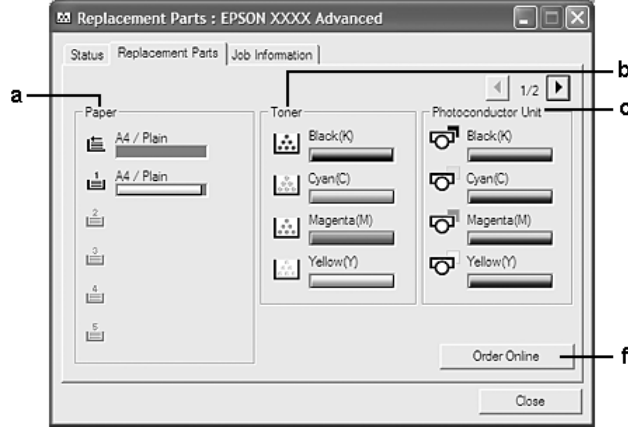 Replacement Parts : EPSON XXXX Advanced
Status Replacement Parts Job Information
b
1/2
a
c
Paper
Toner
Photoconductor Unit
A4 / Plain
Black(K)
Black(K)
1
A4 / Plain
Cyan(C)
Cyan(C)
2
Magenta(M)
Magenta(M)
3
Yellow(Y)
Yellow(Y)
4
5
Order Online
f
Close